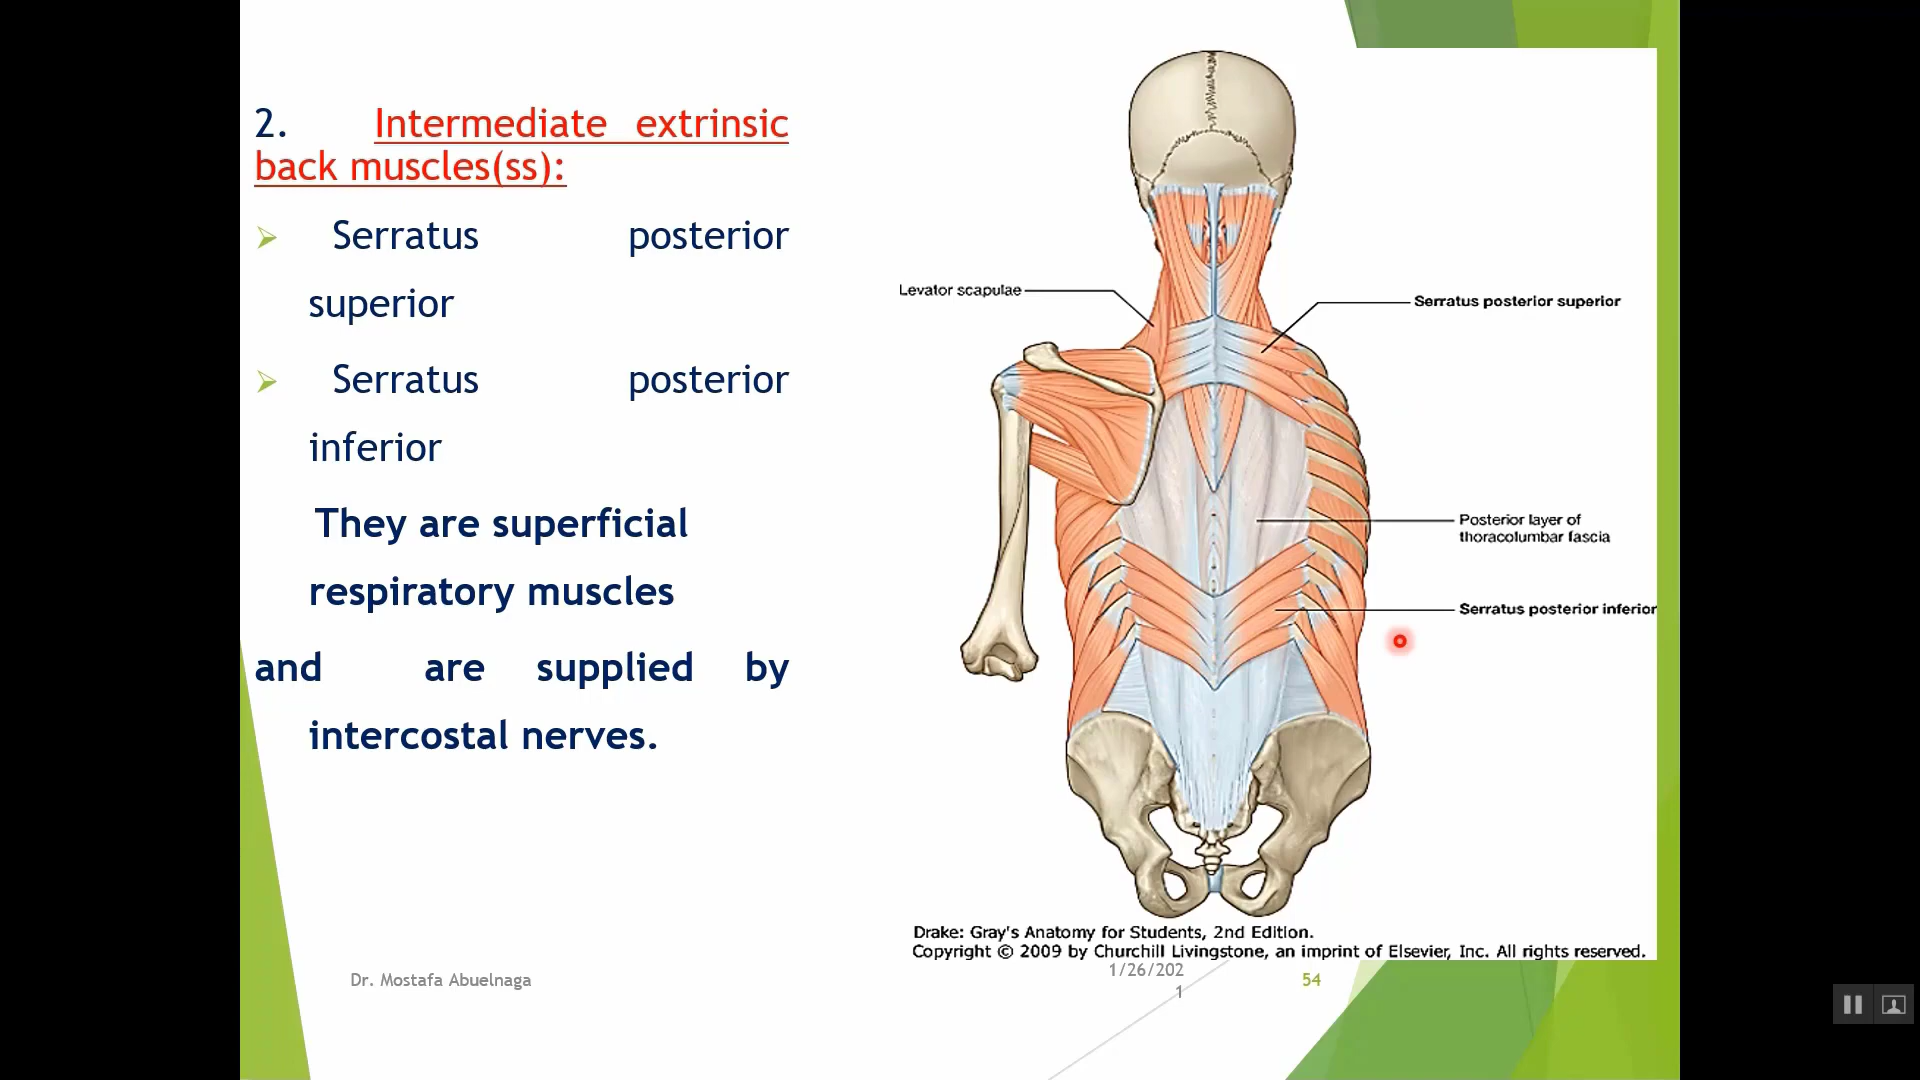 2. Intermediate extrinsic
back muscles(ss):
Serratus posterior
superior
Serratus posterior
inferior
They are superficial
respiratory muscles
and are supplied by
intercostal nerves.
Levator scapulae
Serratus posterior superior
Posterior layer of
thoracolumbar fascia
Serratus posterior inferior
Drake: Gray's Anatomy for Students, 2nd Edition.
Copyright © 2009 by Churchill Livingstone, an imprint of Elsevier, Inc. All rights reserved.
Dr. Mostafa Abuelnaga
1/26/202
1
54